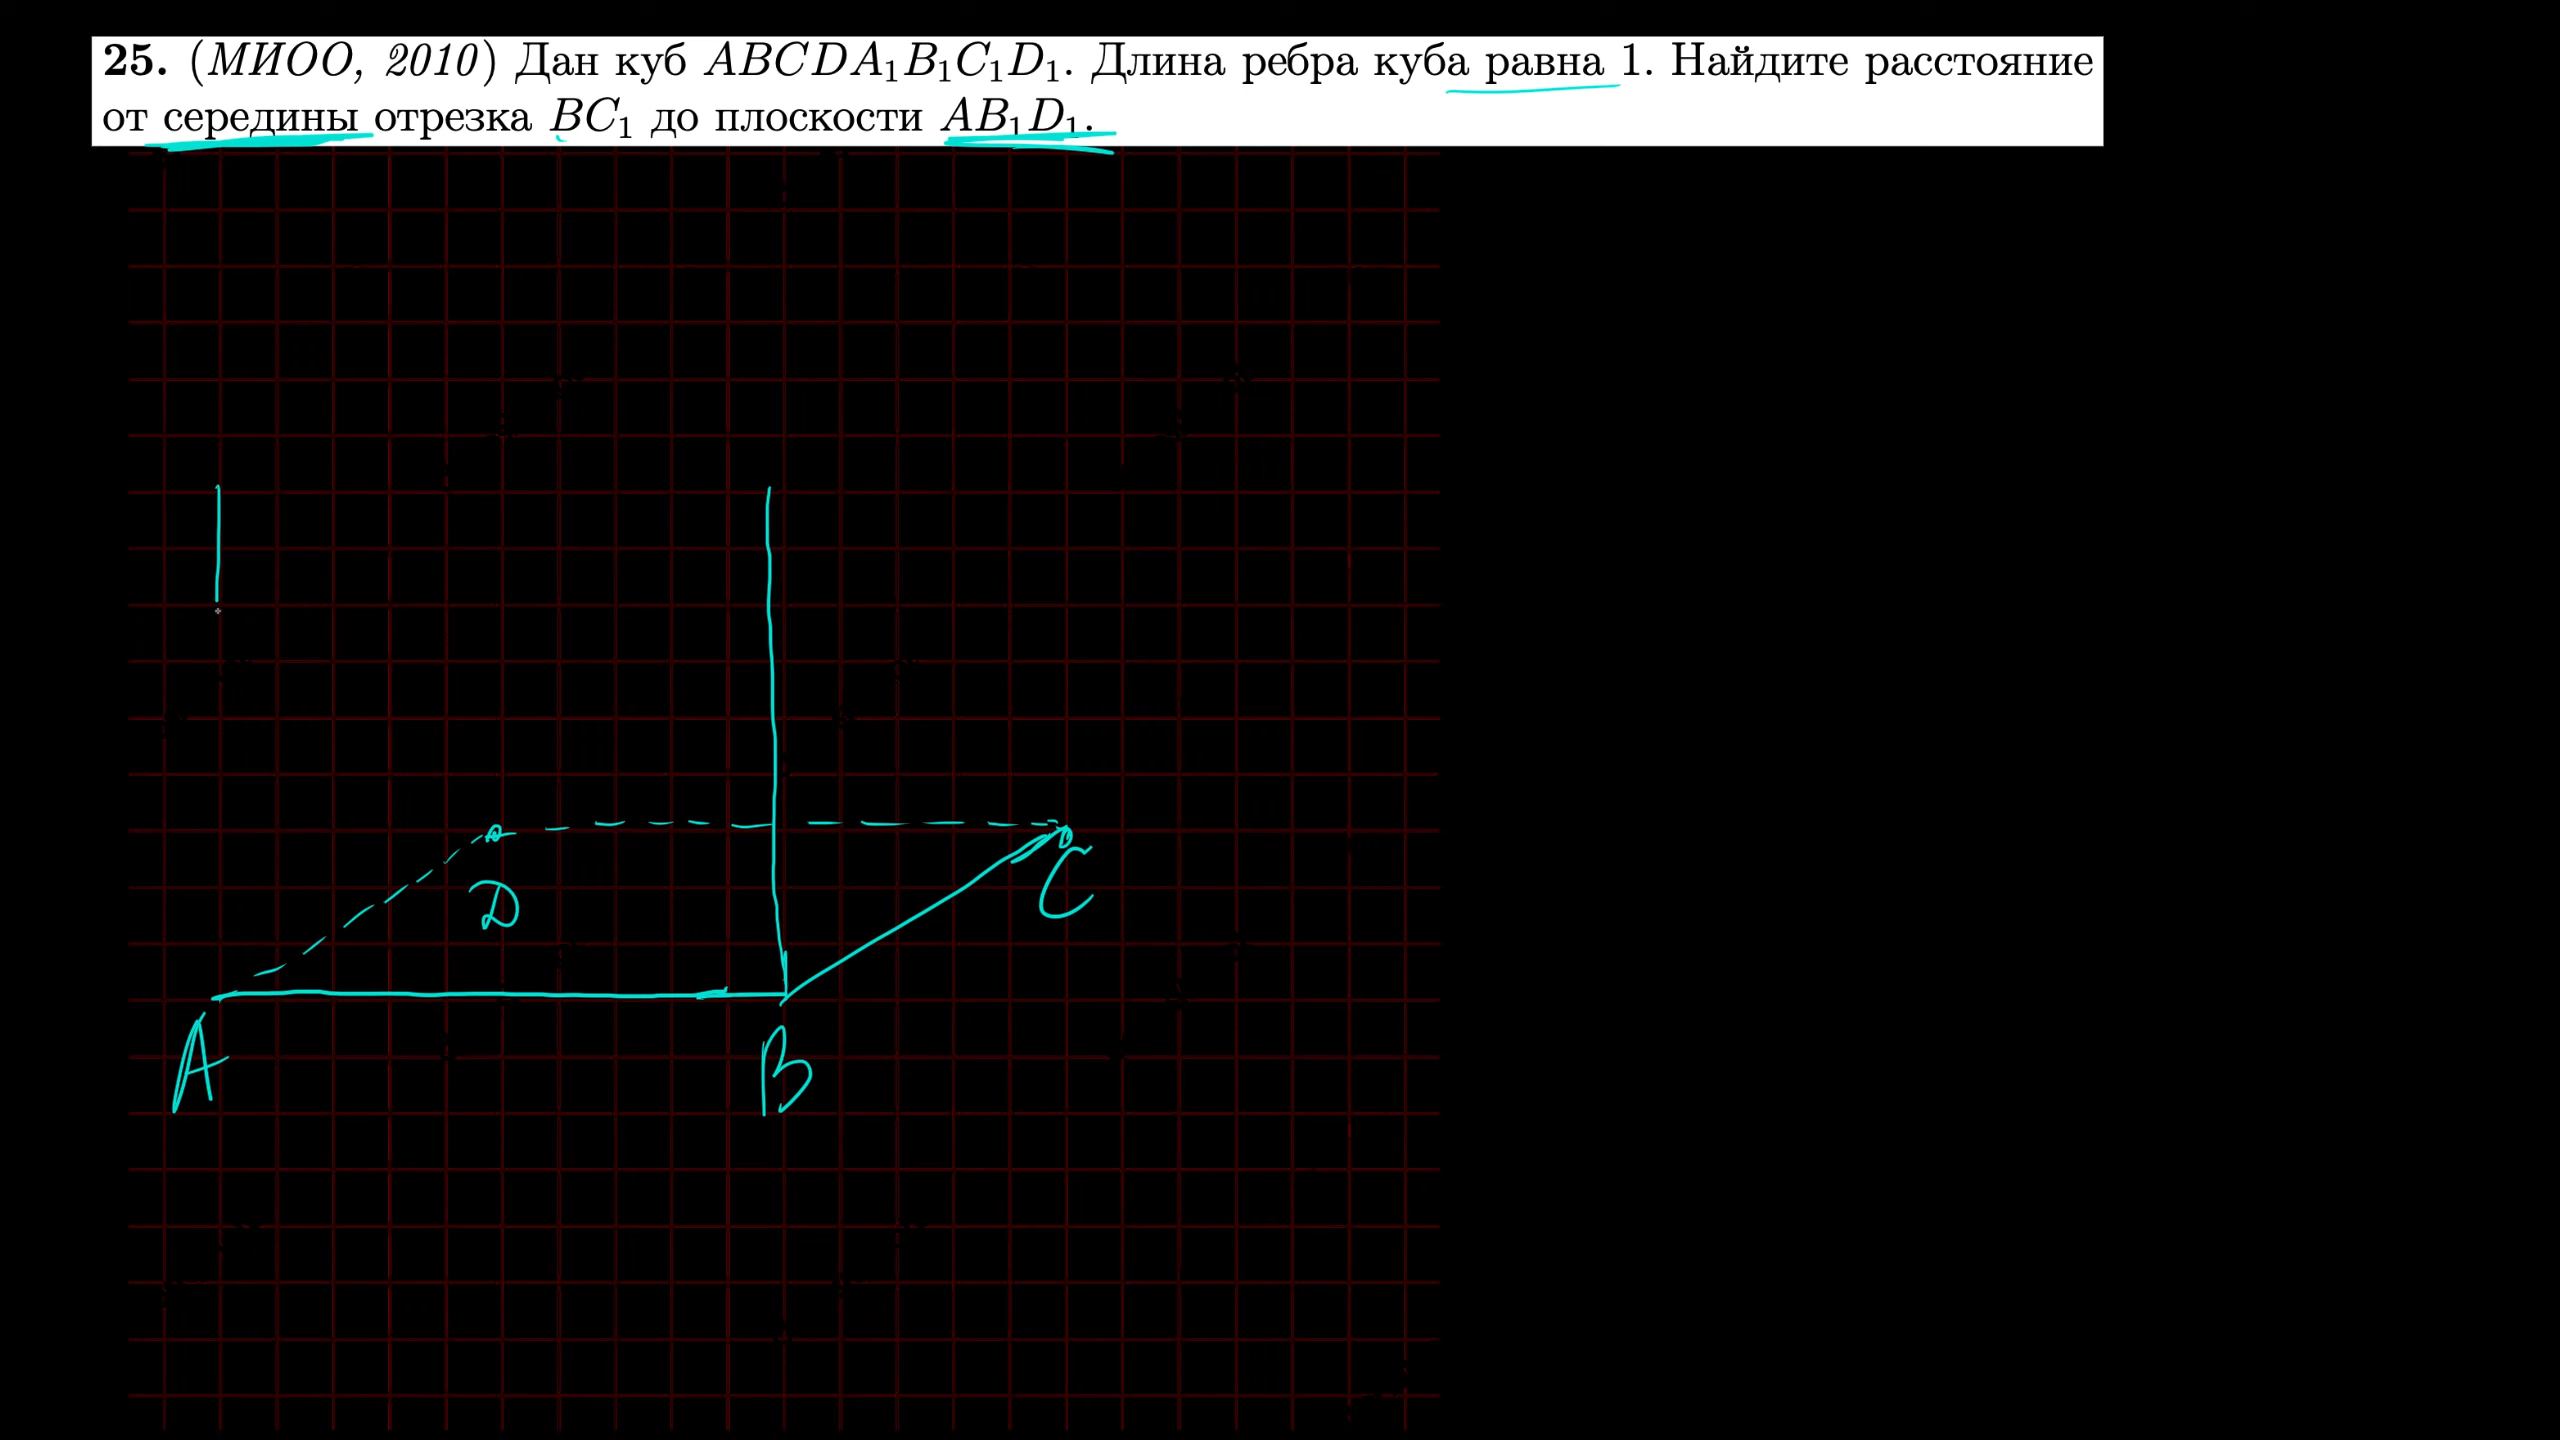 25. (МИОО, 2010) Дан куб ABCDA₁B₁C₁D₁. Длина ребра куба равна 1. Найдите расстояние
от середины отрезка BC₁ до плоскости AB₁D₁.
D
C
A
B